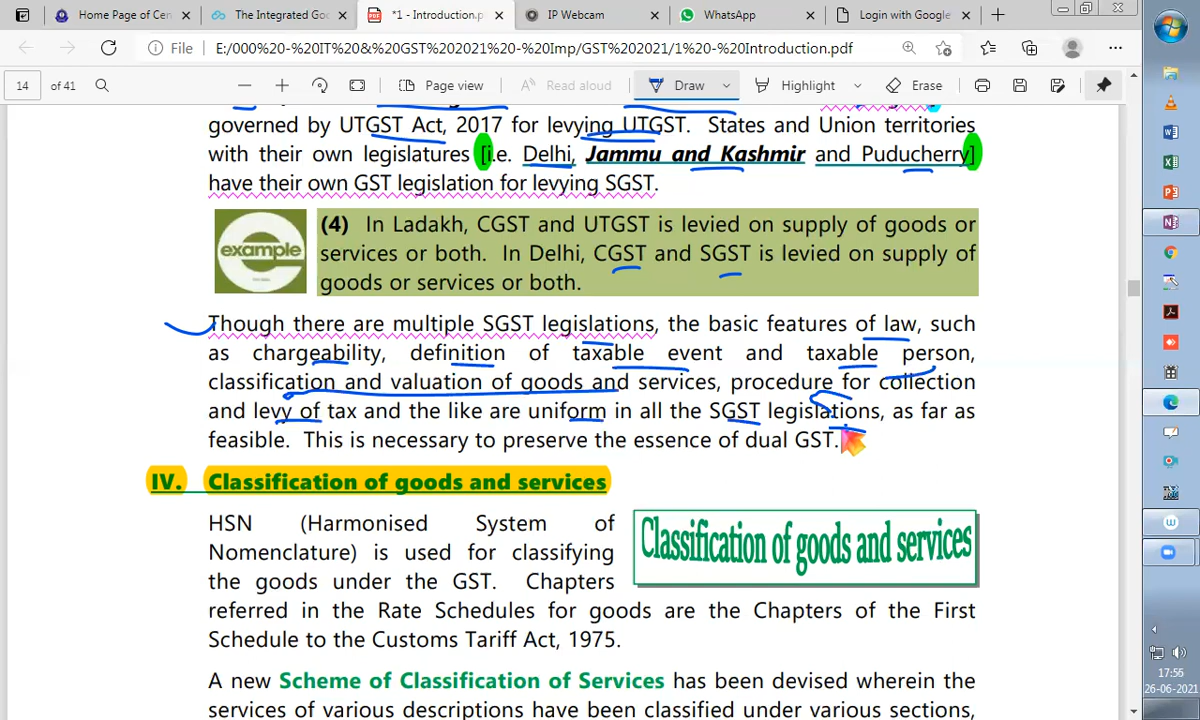 Home Page of Cen
The Integrated Goo
*1 - Introduction.p
IP Webcam
WhatsApp
Login with Google
File
E:/000%20-%20IT%20&%20GST%202021%20-%20Imp/GST%202021/1%20-%20Introduction.pdf
14 of 41
Page view
Read aloud
Draw
Highlight
Erase
governed by UTGST Act, 2017 for levying UTGST. States and Union territories
with their own legislatures [i.e. Delhi, Jammu and Kashmir and Puducherry]
have their own GST legislation for levying SGST.
example
(4) In Ladakh, CGST and UTGST is levied on supply of goods or
services or both. In Delhi, CGST and SGST is levied on supply of
goods or services or both.
Though there are multiple SGST legislations, the basic features of law, such
as chargeability, definition of taxable event and taxable person,
classification and valuation of goods and services, procedure for collection
and levy of tax and the like are uniform in all the SGST legislations, as far as
feasible. This is necessary to preserve the essence of dual GST.
IV. Classification of goods and services
HSN (Harmonised System of
Nomenclature) is used for classifying
the goods under the GST. Chapters
Classification of goods and services
referred in the Rate Schedules for goods are the Chapters of the First
Schedule to the Customs Tariff Act, 1975.
A new Scheme of Classification of Services has been devised wherein the
services of various descriptions have been classified under various sections,
17:56
26-06-2021